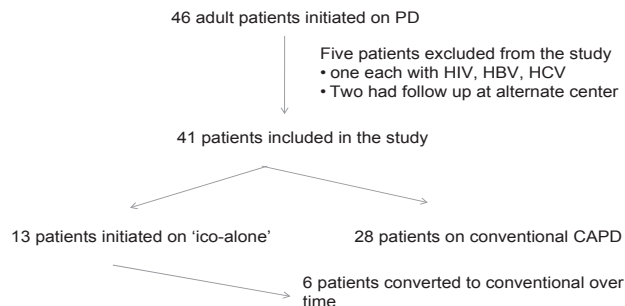 46 adult patients initiated on PD
Five patients excluded from the study
• one each with HIV, HBV, HCV
• Two had follow up at alternate center
41 patients included in the study
13 patients initiated on 'ico-alone'
28 patients on conventional CAPD
6 patients converted to conventional over
time